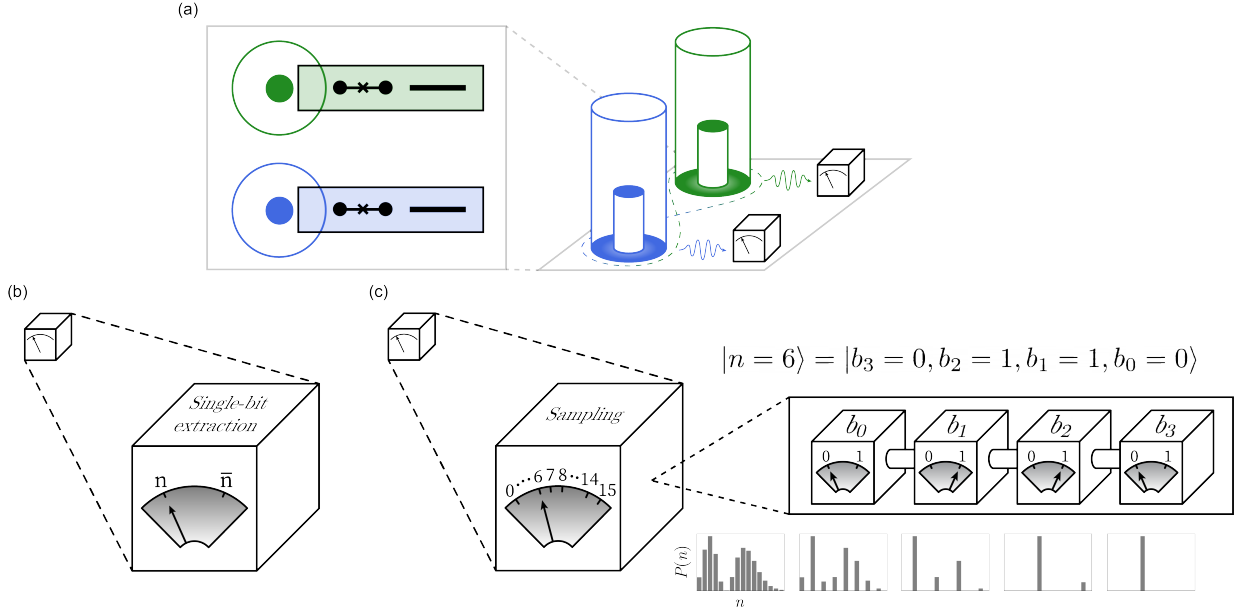 (a)
(b)
Single-bit
extraction
n n̅
(c)
Sampling
0 ·· 6 7 8 ·· 14 15
|n = 6⟩ = |b₃ = 0, b₂ = 1, b₁ = 1, b₀ = 0⟩
b₀ b₁ b₂ b₃
0 1 0 1 0 1 0 1
P(n)
n